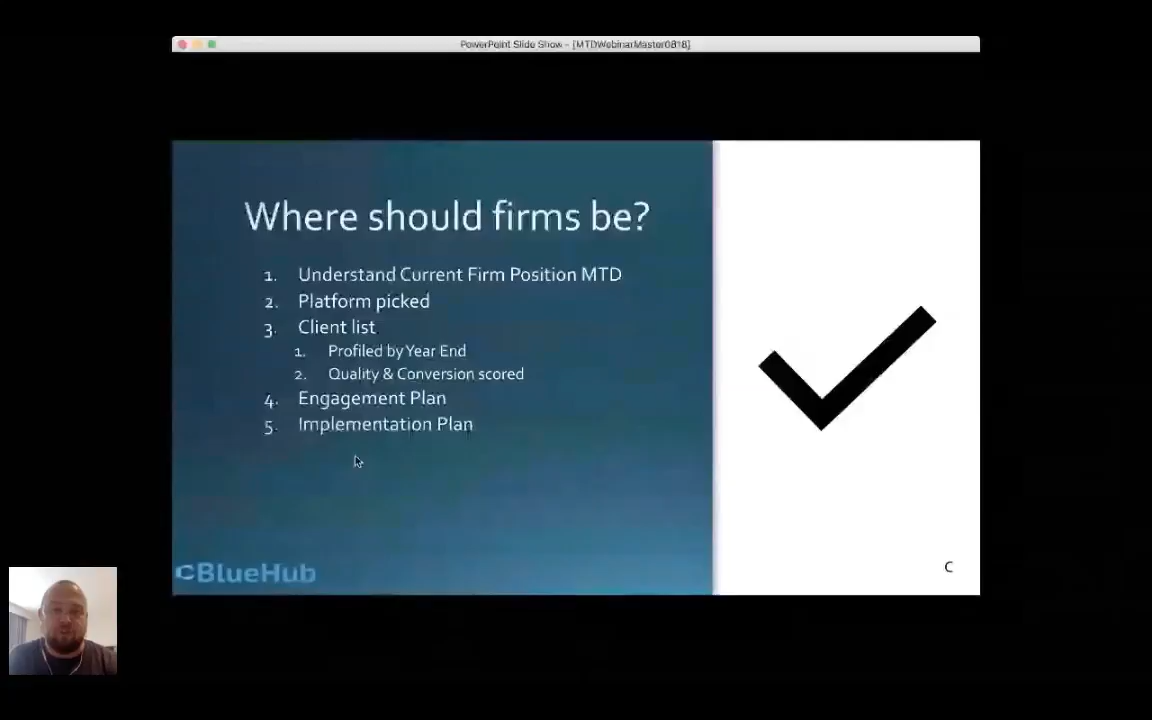 PowerPoint Slide Show - [MTDWebinarMaster0818]
Where should firms be?
1. Understand Current Firm Position MTD
2. Platform picked
3. Client list
1. Profiled by Year End
2. Quality & Conversion scored
4. Engagement Plan
5. Implementation Plan
CBlueHub
C